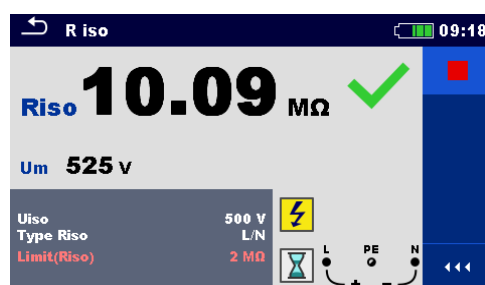 R iso 09:18
Riso 10.09 MΩ
Um 525 V
Uiso 500 V
Type Riso L/N
Limit(Riso) 2 MΩ
L PE N
+ -